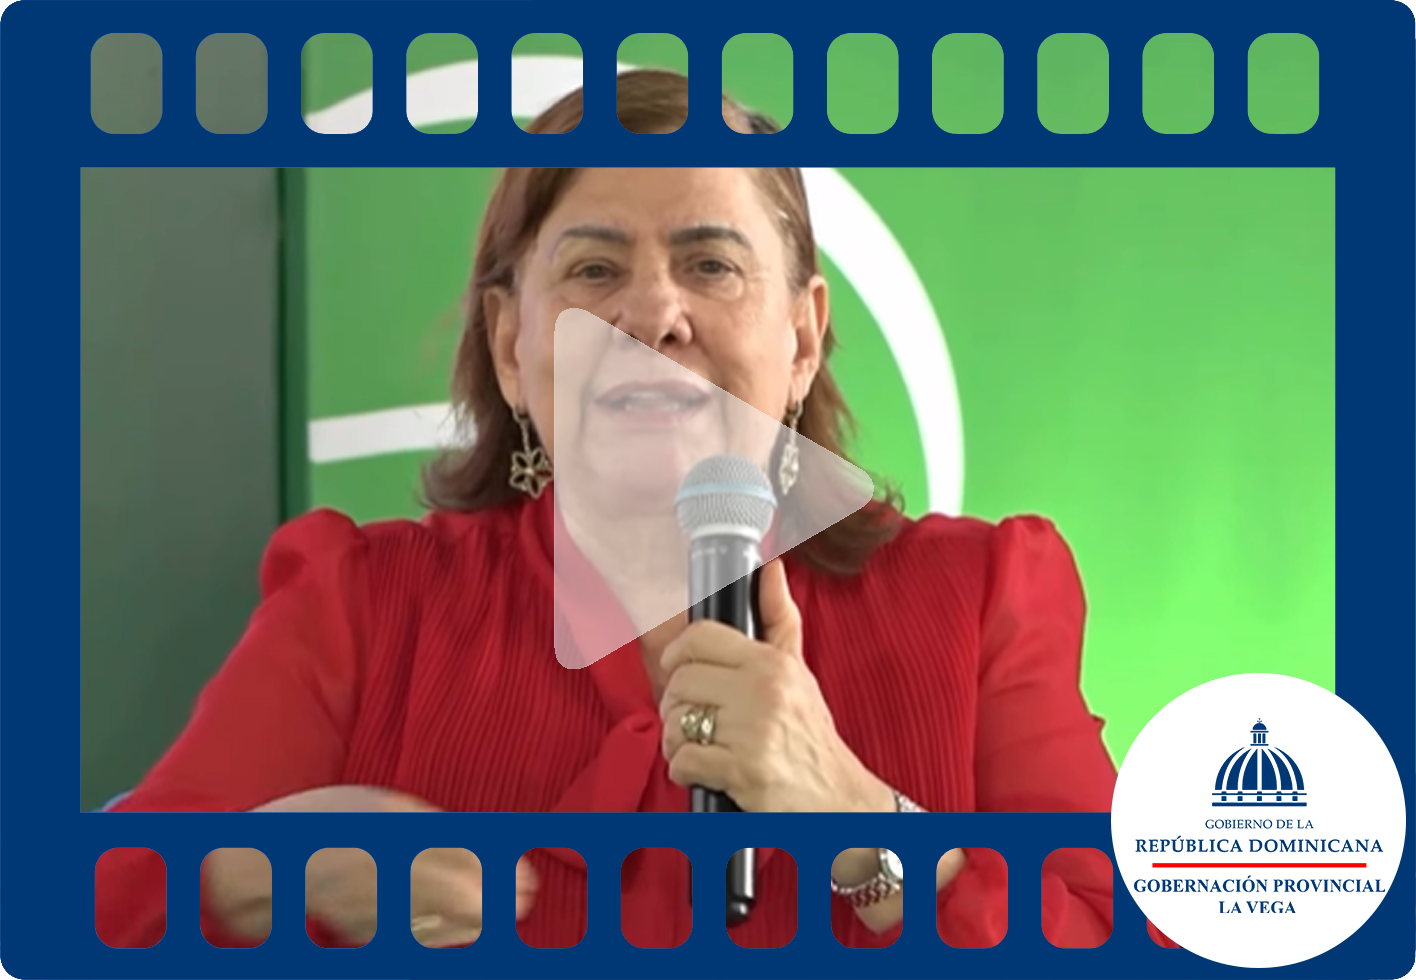 GOBIERNO DE LA
REPÚBLICA DOMINICANA
GOBERNACIÓN PROVINCIAL
LA VEGA